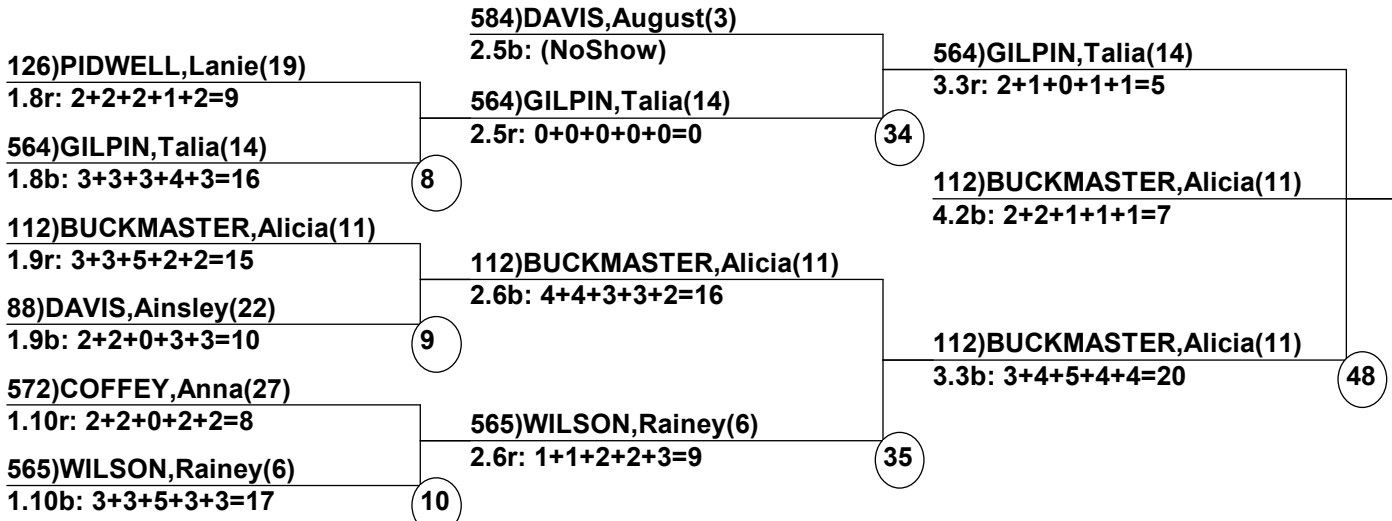 584)DAVIS,August(3)
2.5b: (NoShow)
126)PIDWELL,Lanie(19)
1.8r: 2+2+2+1+2=9
564)GILPIN,Talia(14)
3.3r: 2+1+0+1+1=5
564)GILPIN,Talia(14)
2.5r: 0+0+0+0+0=0
34
564)GILPIN,Talia(14)
1.8b: 3+3+3+4+3=16
8
112)BUCKMASTER,Alicia(11)
4.2b: 2+2+1+1+1=7
112)BUCKMASTER,Alicia(11)
1.9r: 3+3+5+2+2=15
112)BUCKMASTER,Alicia(11)
2.6b: 4+4+3+3+2=16
88)DAVIS,Ainsley(22)
1.9b: 2+2+0+3+3=10
9
112)BUCKMASTER,Alicia(11)
3.3b: 3+4+5+4+4=20
48
572)COFFEY,Anna(27)
1.10r: 2+2+0+2+2=8
565)WILSON,Rainey(6)
2.6r: 1+1+2+2+3=9
35
565)WILSON,Rainey(6)
1.10b: 3+3+5+3+3=17
10